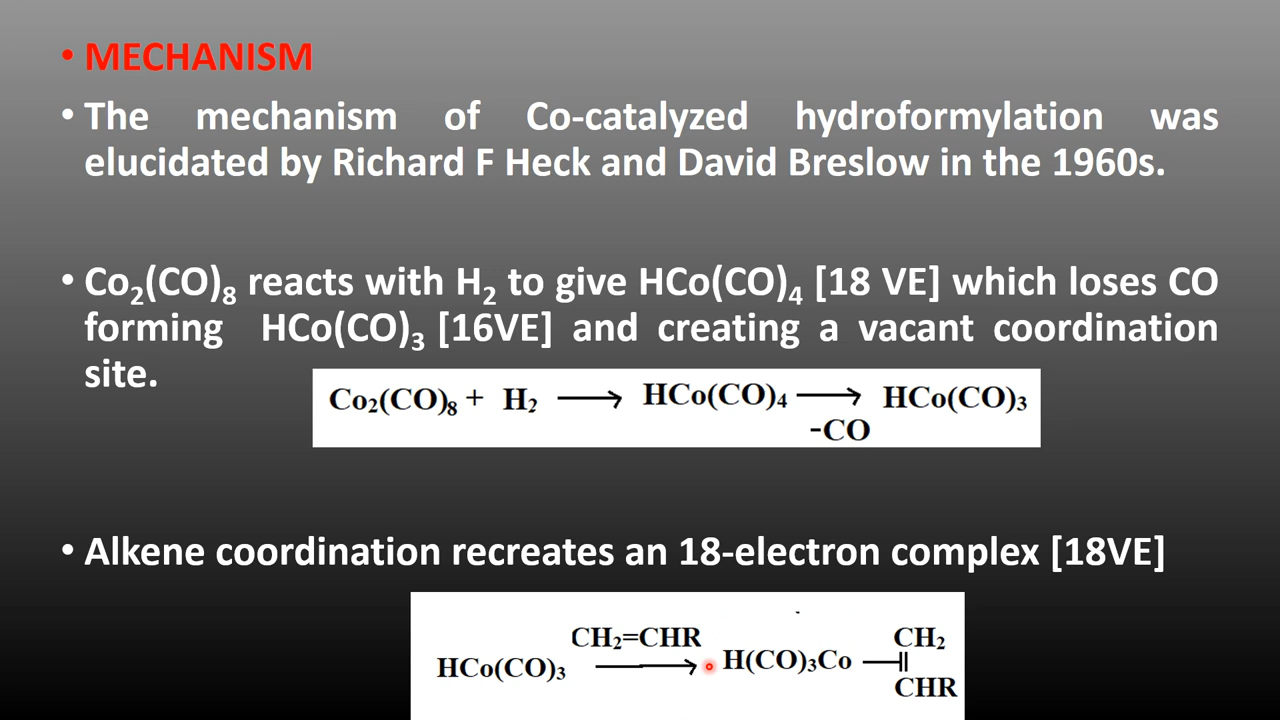 • MECHANISM
• The mechanism of Co-catalyzed hydroformylation was
elucidated by Richard F Heck and David Breslow in the 1960s.
• Co₂(CO)₈ reacts with H₂ to give HCo(CO)₄ [18 VE] which loses CO
forming HCo(CO)₃ [16VE] and creating a vacant coordination
site.
Co₂(CO)₈ + H₂ ⟶ HCo(CO)₄ ⟶ HCo(CO)₃
-CO
• Alkene coordination recreates an 18-electron complex [18VE]
CH₂=CHR
CH₂
HCo(CO)₃ ⟶ H(CO)₃Co —||
CHR